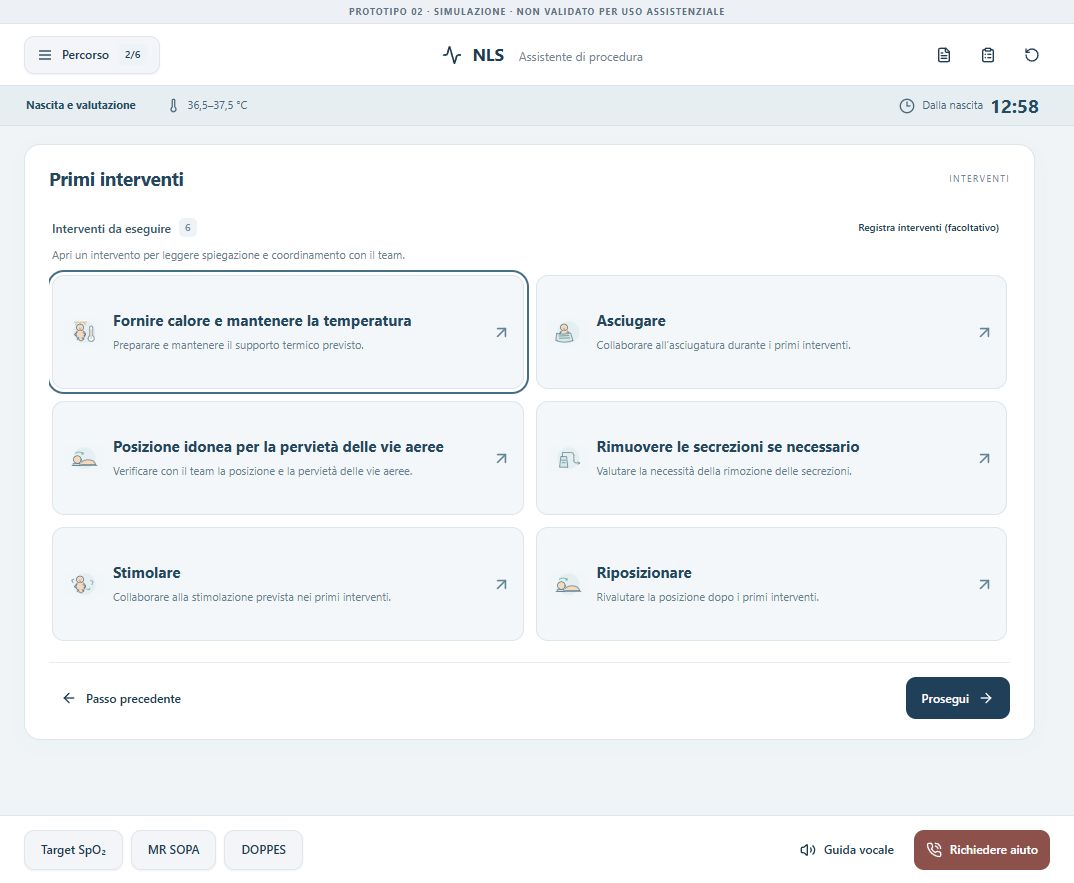 PROTOTIPO 02 · SIMULAZIONE · NON VALIDATO PER USO ASSISTENZIALE
Percorso 2/6
NLS Assistente di procedura
Nascita e valutazione 36,5–37,5 °C
Dalla nascita 12:58
Primi interventi
INTERVENTI
Interventi da eseguire 6
Registra interventi (facoltativo)
Apri un intervento per leggere spiegazione e coordinamento con il team.
Fornire calore e mantenere la temperatura
Preparare e mantenere il supporto termico previsto.
Asciugare
Collaborare all'asciugatura durante i primi interventi.
Posizione idonea per la pervietà delle vie aeree
Verificare con il team la posizione e la pervietà delle vie aeree.
Rimuovere le secrezioni se necessario
Valutare la necessità della rimozione delle secrezioni.
Stimolare
Collaborare alla stimolazione prevista nei primi interventi.
Riposizionare
Rivalutare la posizione dopo i primi interventi.
Passo precedente
Prosegui
Target SpO₂
MR SOPA
DOPPES
Guida vocale
Richiedere aiuto